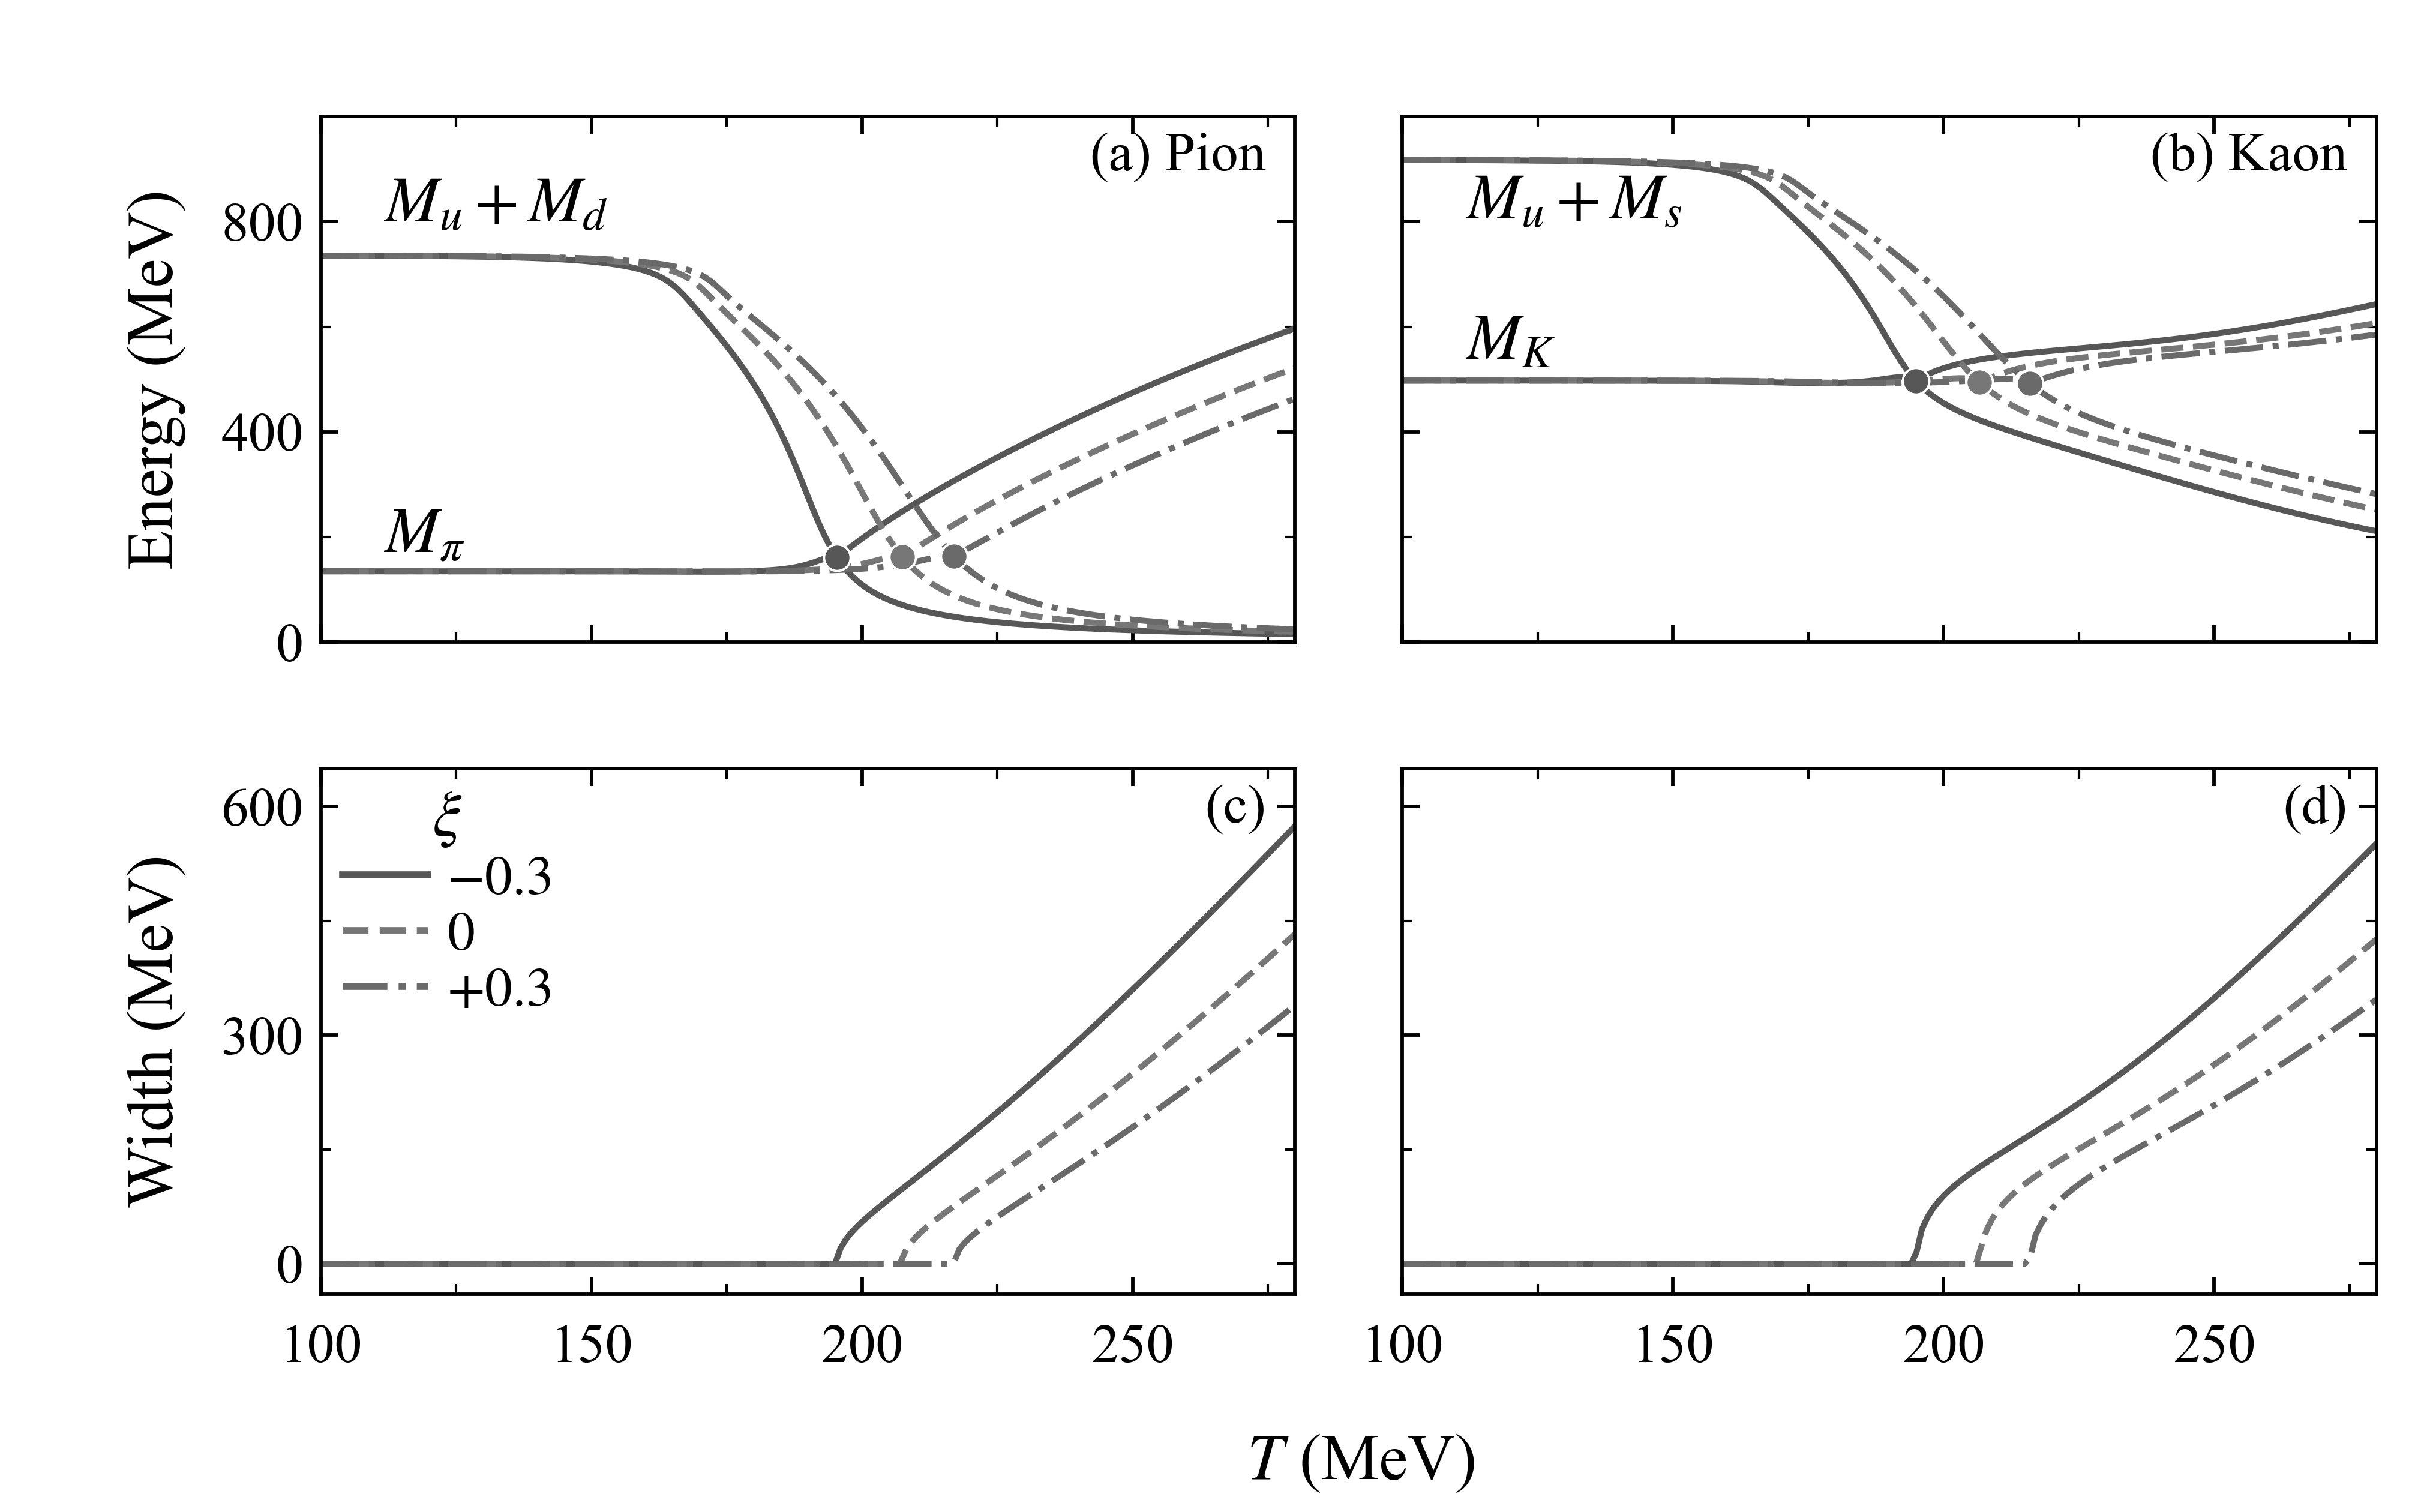 (a) Pion
(b) Kaon
Energy (MeV)
800
400
0
M_u + M_d
M_π
M_u + M_s
M_K
(c)
(d)
Width (MeV)
600
300
0
ξ
−0.3
0
+0.3
100 150 200 250
100 150 200 250
T (MeV)